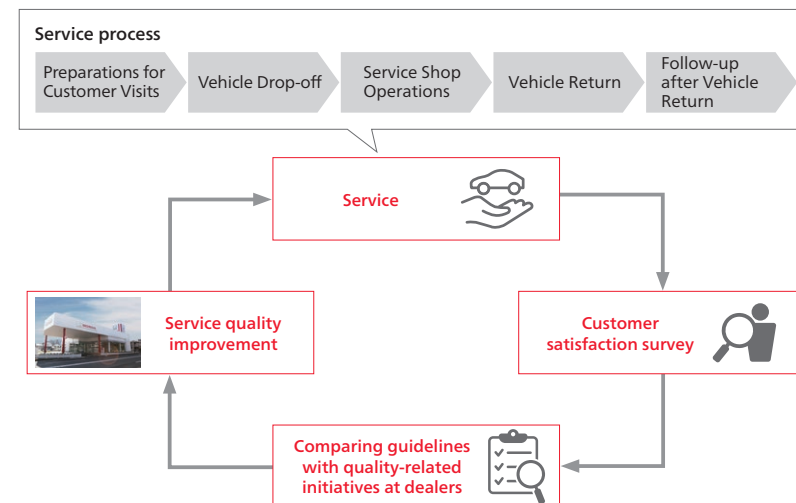 Service process
Preparations for
Customer Visits
Vehicle Drop-off
Service Shop
Operations
Vehicle Return
Follow-up
after Vehicle
Return
Service
Service quality
improvement
Customer
satisfaction survey
Comparing guidelines
with quality-related
initiatives at dealers